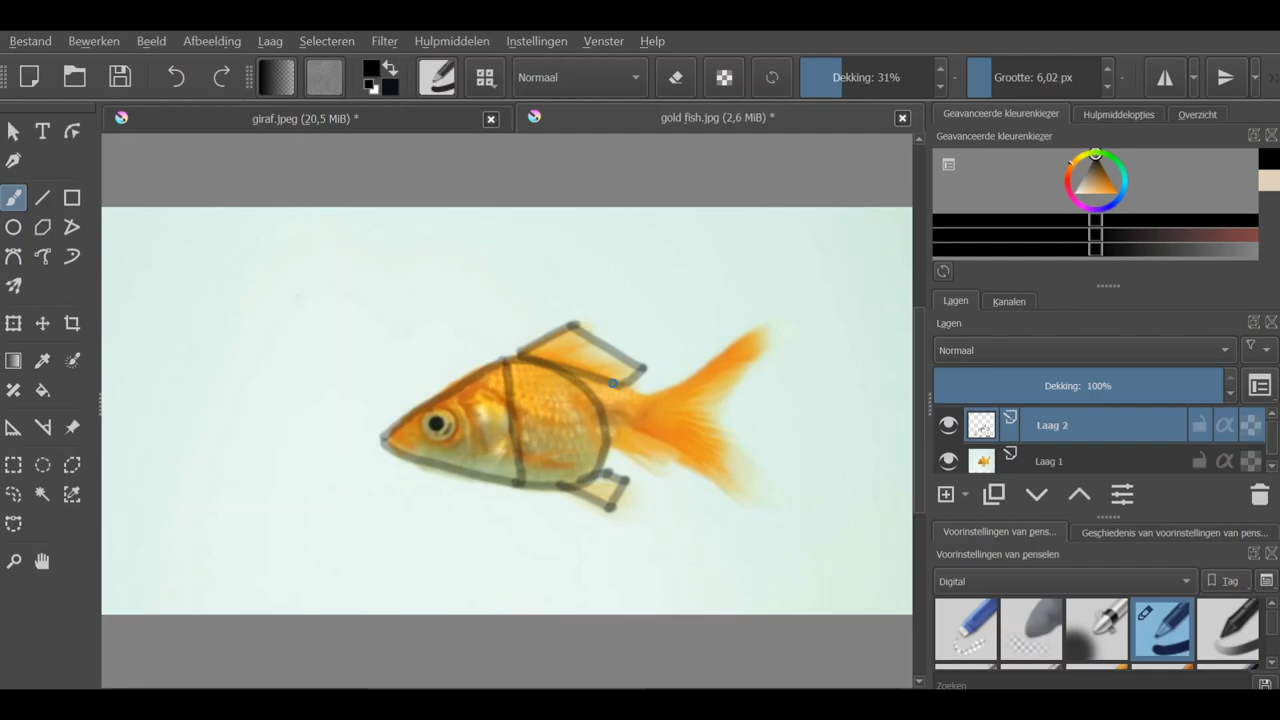 Bestand Bewerken Beeld Afbeelding Laag Selecteren Filter Hulpmiddelen Instellingen Venster Help
Normaal Dekking: 31% Grootte: 6,02 px
giraf.jpeg (20,5 MiB) * gold fish.jpg (2,6 MiB) *
Geavanceerde kleurenkiezer Hulpmiddelopties Overzicht
Geavanceerde kleurenkiezer
Lagen Kanalen
Lagen
Normaal
Dekking: 100%
Laag 2
Laag 1
Voorinstellingen van pens... Geschiedenis van voorinstellingen van pens...
Voorinstellingen van penselen
Digital Tag
Zoeken